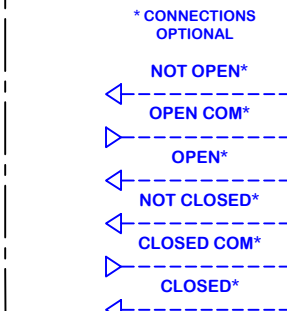 * CONNECTIONS
OPTIONAL
NOT OPEN*
OPEN COM*
OPEN*
NOT CLOSED*
CLOSED COM*
CLOSED*